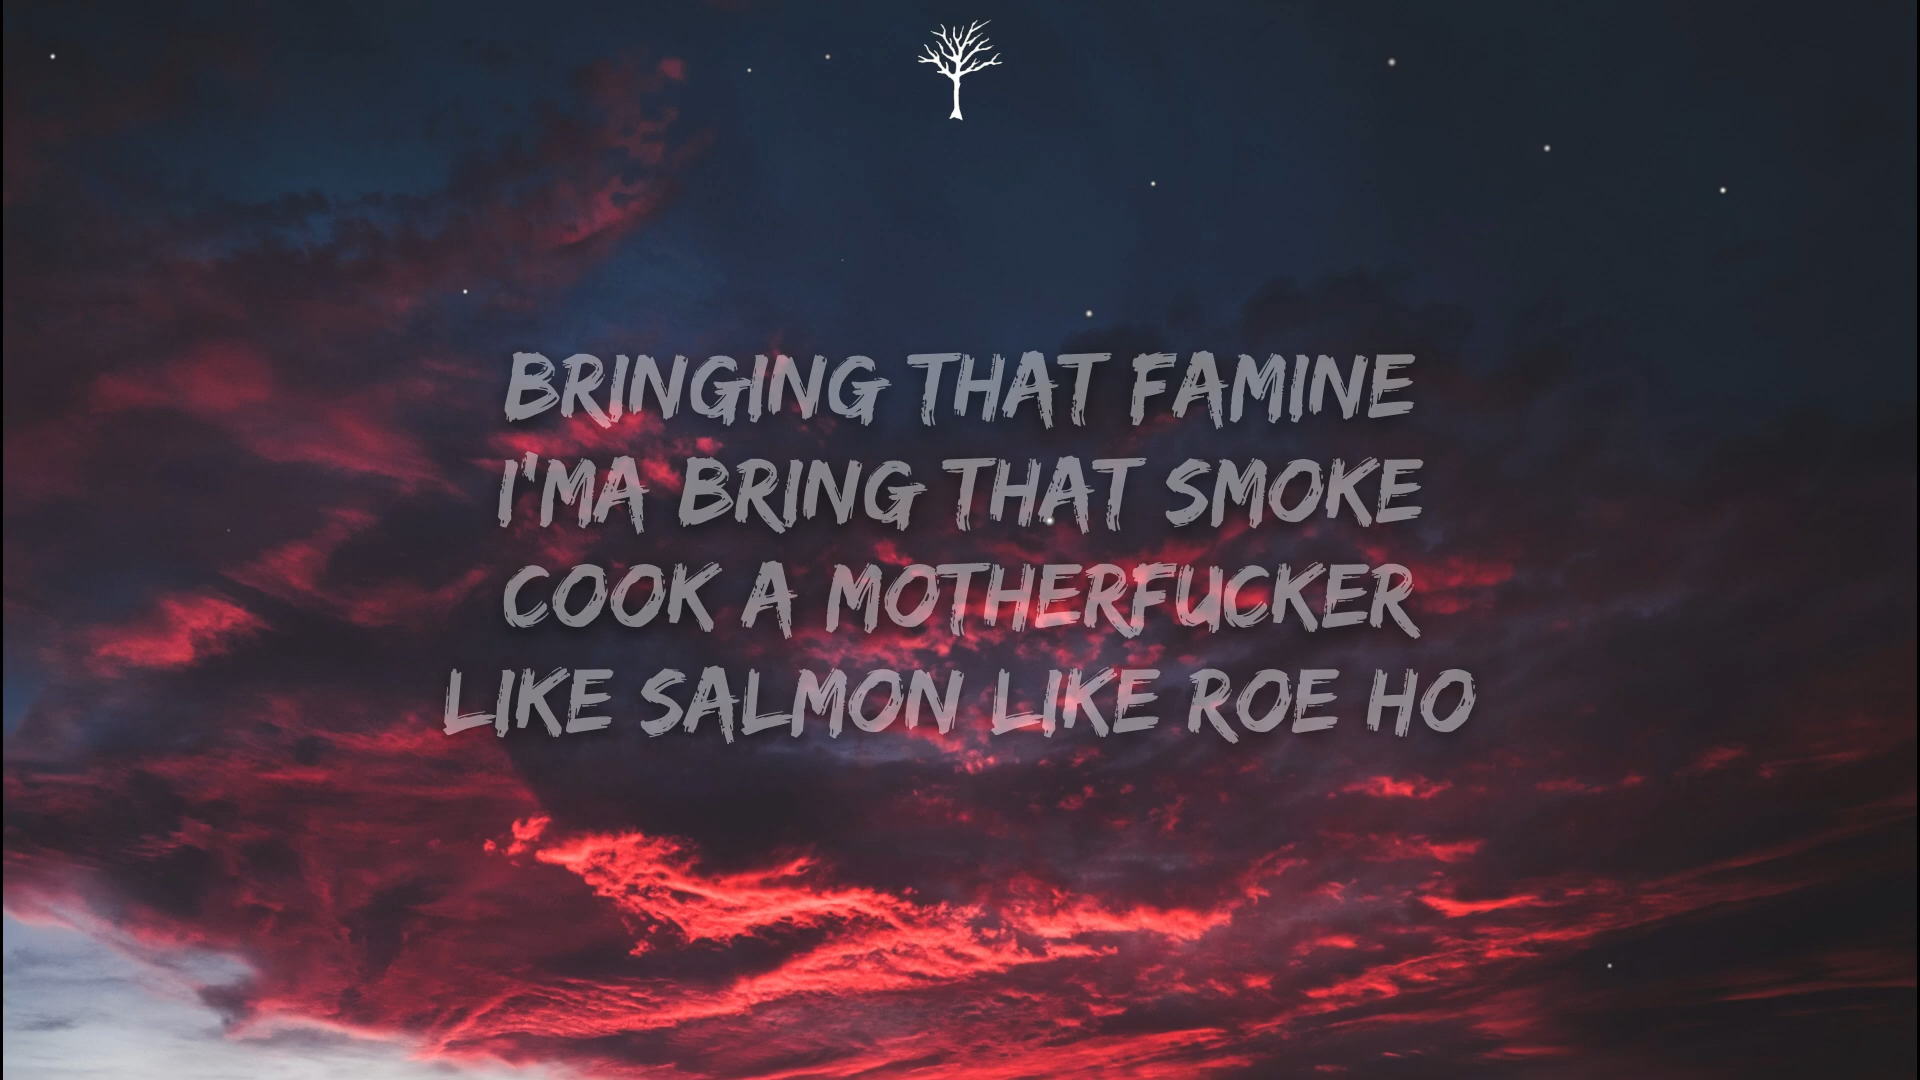 BRINGING THAT FAMINE
I'MA BRING THAT SMOKE
COOK A MOTHERFUCKER
LIKE SALMON LIKE ROE HO